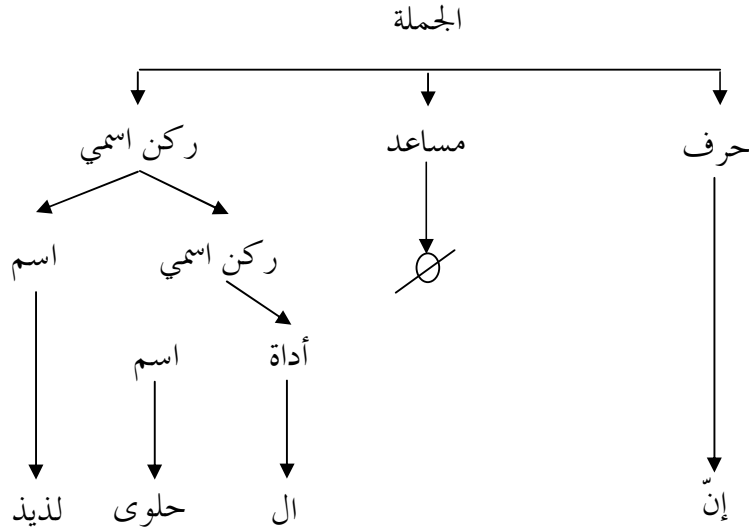 الجملة
حرف مساعد ركن اسمي
ركن اسمي اسم
أداة اسم
إنّ ال حلوى لذيذ